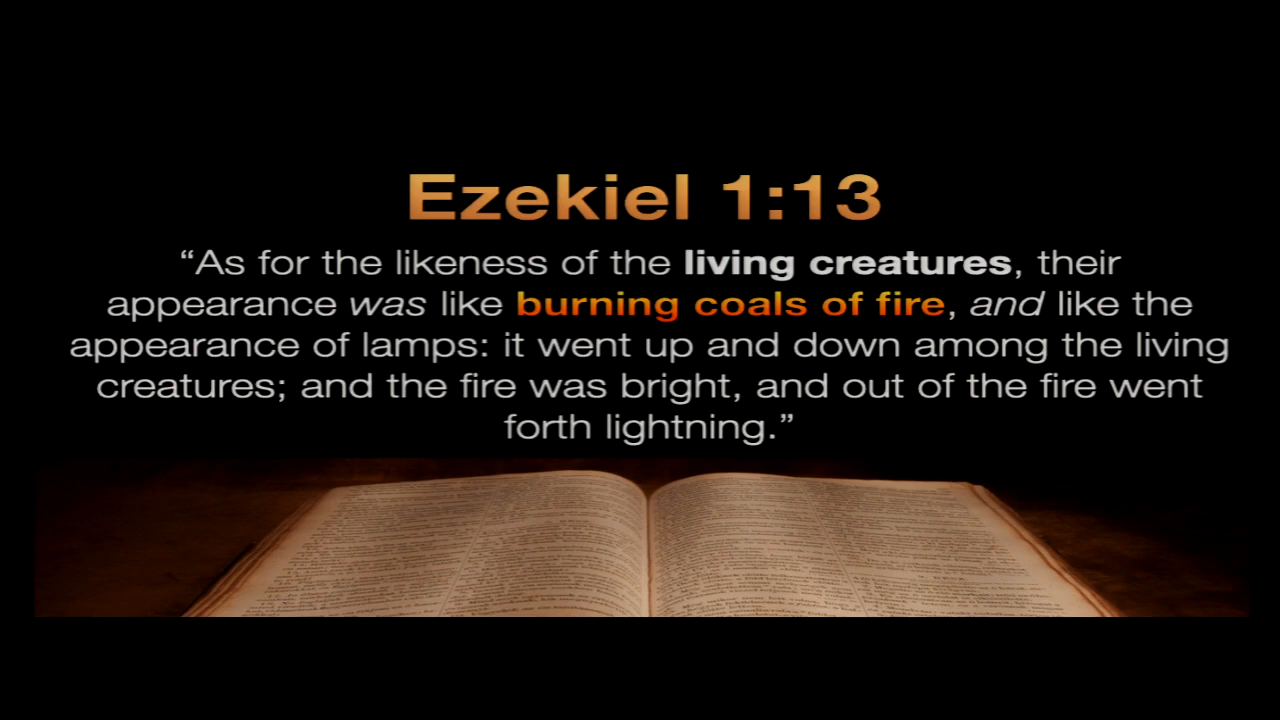 Ezekiel 1:13
“As for the likeness of the living creatures, their
appearance was like burning coals of fire, and like the
appearance of lamps: it went up and down among the living
creatures; and the fire was bright, and out of the fire went
forth lightning.”